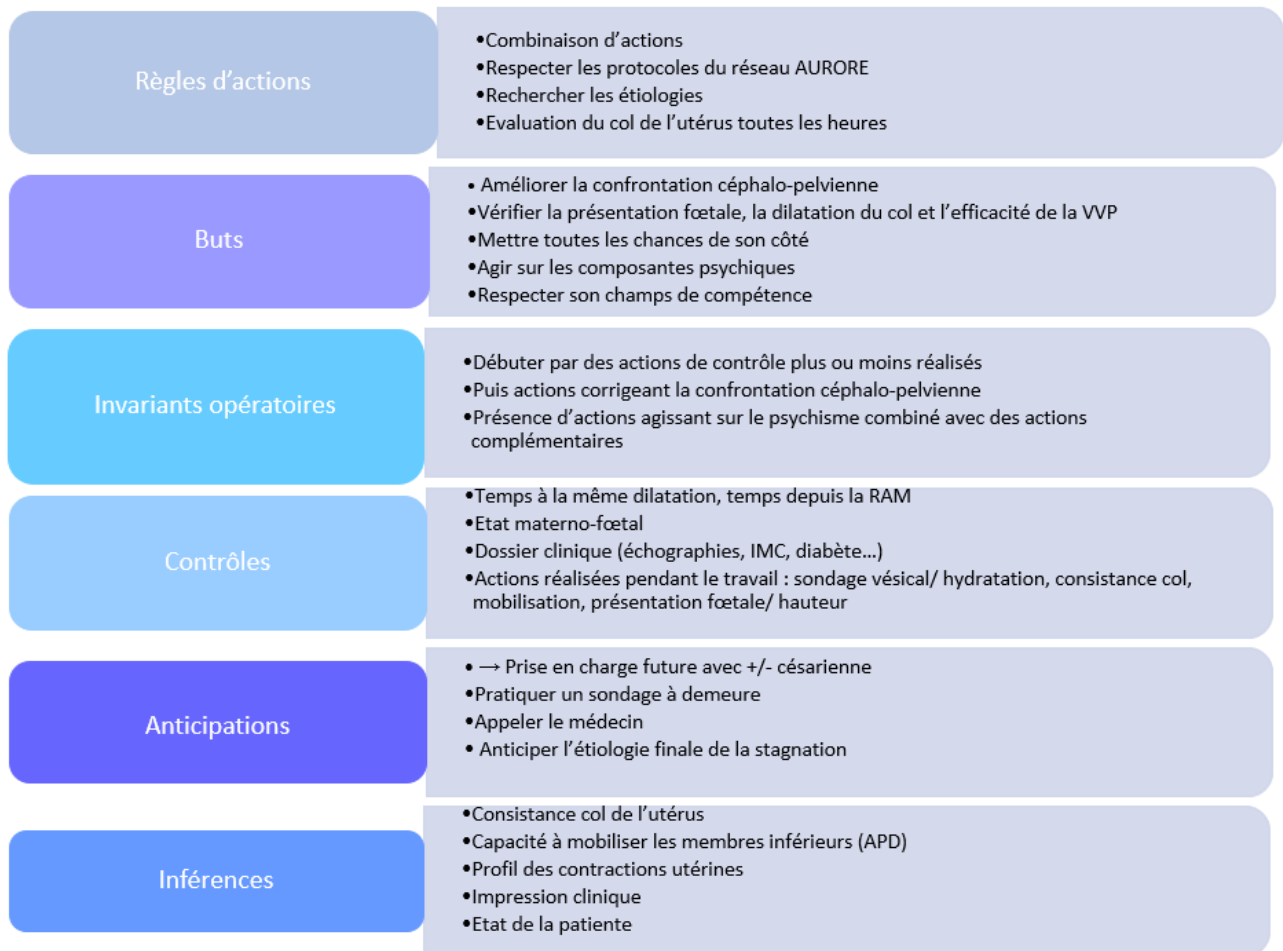 Règles d'actions
•Combinaison d'actions
•Respecter les protocoles du réseau AURORE
•Rechercher les étiologies
•Evaluation du col de l'utérus toutes les heures
Buts
• Améliorer la confrontation céphalo-pelvienne
•Vérifier la présentation fœtale, la dilatation du col et l'efficacité de la VVP
•Mettre toutes les chances de son côté
•Agir sur les composantes psychiques
•Respecter son champs de compétence
Invariants opératoires
•Débuter par des actions de contrôle plus ou moins réalisés
•Puis actions corrigeant la confrontation céphalo-pelvienne
•Présence d'actions agissant sur le psychisme combiné avec des actions
complémentaires
Contrôles
•Temps à la même dilatation, temps depuis la RAM
•Etat materno-fœtal
•Dossier clinique (échographies, IMC, diabète…)
•Actions réalisées pendant le travail : sondage vésical/ hydratation, consistance col,
mobilisation, présentation fœtale/ hauteur
Anticipations
• → Prise en charge future avec +/- césarienne
•Pratiquer un sondage à demeure
•Appeler le médecin
• Anticiper l'étiologie finale de la stagnation
Inférences
•Consistance col de l'utérus
•Capacité à mobiliser les membres inférieurs (APD)
•Profil des contractions utérines
•Impression clinique
•Etat de la patiente